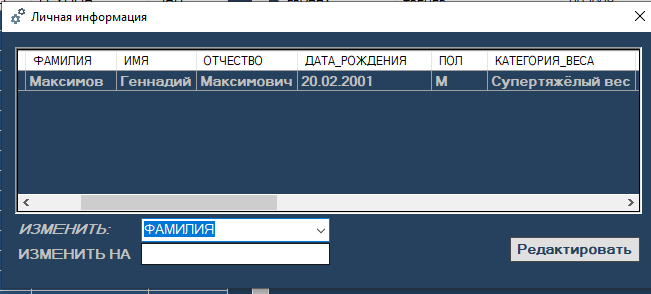 Личная информация
ФАМИЛИЯ ИМЯ ОТЧЕСТВО ДАТА_РОЖДЕНИЯ ПОЛ КАТЕГОРИЯ_ВЕСА
Максимов Геннадий Максимович 20.02.2001 М Супертяжёлый вес
ИЗМЕНИТЬ: ФАМИЛИЯ
ИЗМЕНИТЬ НА
Редактировать